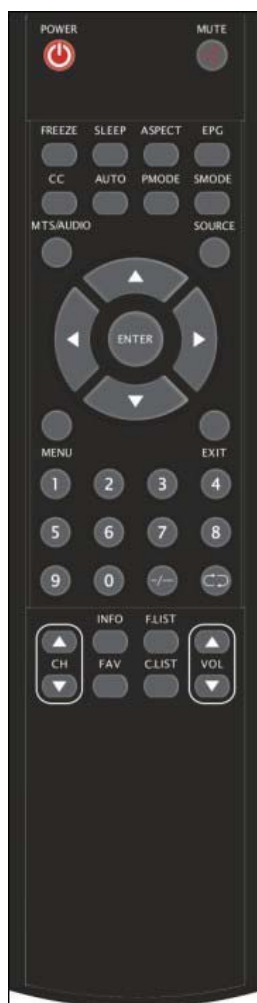 POWER MUTE
FREEZE SLEEP ASPECT EPG
CC AUTO PMODE SMODE
MTS/AUDIO SOURCE
ENTER
MENU EXIT
1 2 3 4
5 6 7 8
9 0 -/--
INFO F.LIST
CH FAV C.LIST VOL